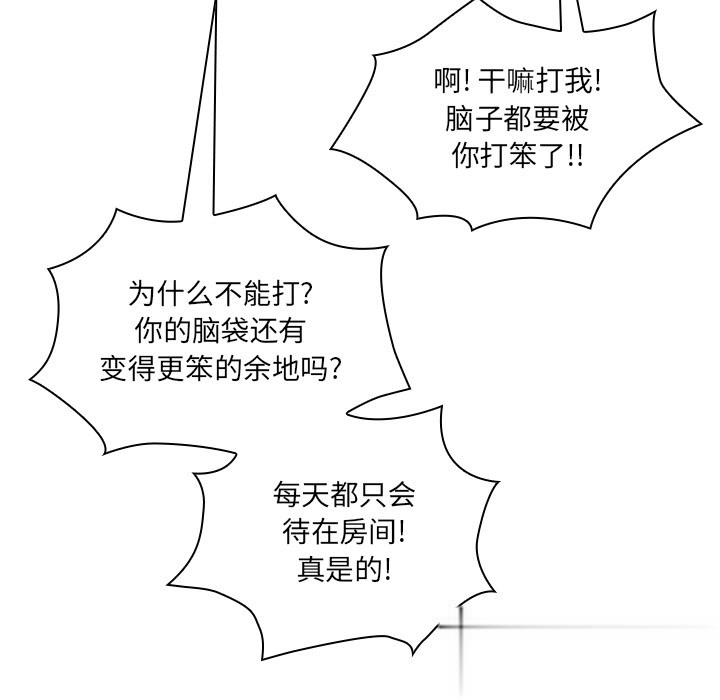 啊! 干嘛打我!
脑子都要被
你打笨了!!
为什么不能打?
你的脑袋还有
变得更笨的余地吗?
每天都只会
待在房间!
真是的!